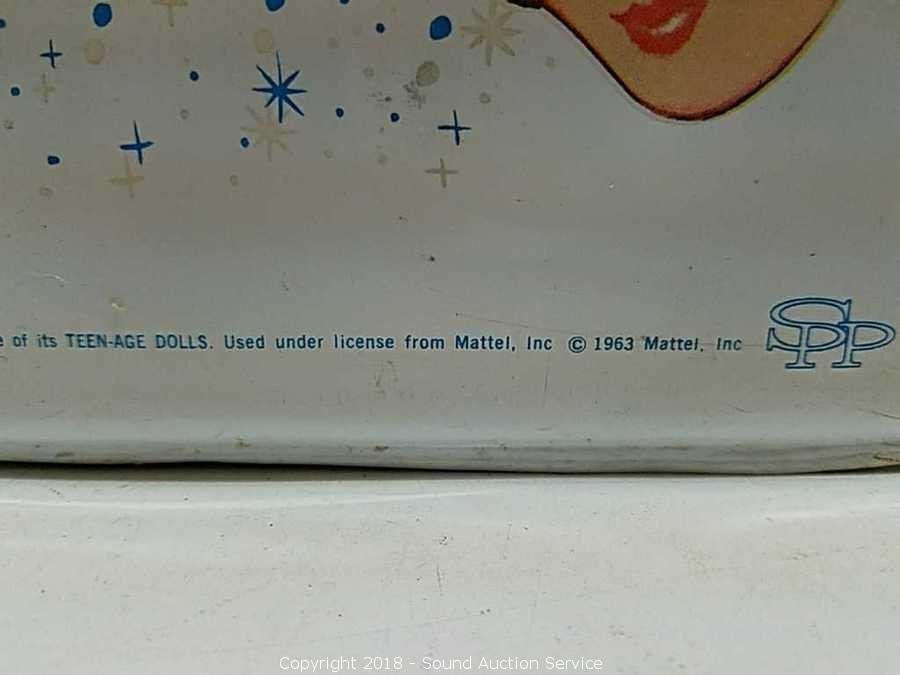 of its TEEN-AGE DOLLS. Used under license from Mattel, Inc © 1963 Mattel, Inc
SPP
Copyright 2018 - Sound Auction Service